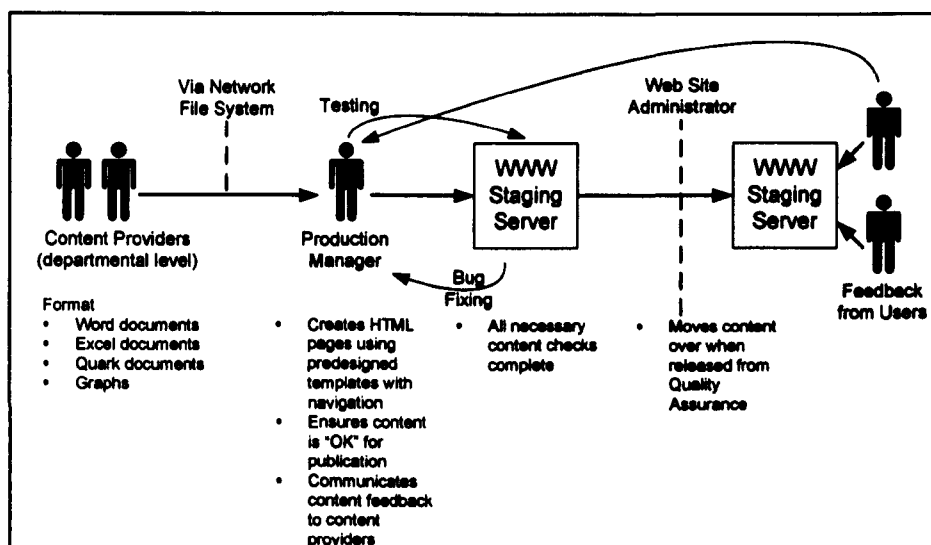 Via Network
File System
Testing
Web Site
Administrator
WWW
Staging
Server
WWW
Staging
Server
Content Providers
(departmental level)
Production
Manager
Bug
Fixing
Feedback
from Users
Format
• Word documents
• Excel documents
• Quark documents
• Graphs
• Creates HTML
pages using
predesigned
templates with
navigation
• Ensures content
is "OK" for
publication
• Communicates
content feedback
to content
providers
• All necessary
content checks
complete
• Moves content
over when
released from
Quality
Assurance